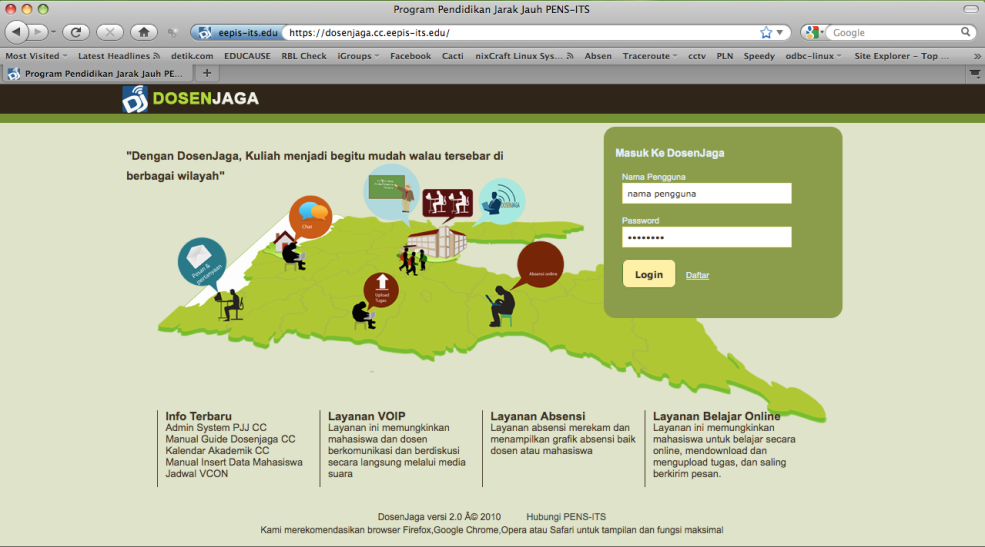 Program Pendidikan Jarak Jauh PENS-ITS
eepis-its.edu https://dosenjaga.cc.eepis-its.edu/
Google
Most Visited Latest Headlines detik.com EDUCAUSE RBL Check iGroups Facebook Cacti nixCraft Linux Sys... Absen Traceroute cctv PLN Speedy odbc-linux Site Explorer - Top ... »
Program Pendidikan Jarak Jauh PE... +
Dj DOSENJAGA
"Dengan DosenJaga, Kuliah menjadi begitu mudah walau tersebar di
berbagai wilayah"
Masuk Ke DosenJaga
Nama Pengguna
nama pengguna
Password
••••••••
Login Daftar
DOSENJAGA
Chat
Pesan &
pertanyaan
Absensi online
Upload
Tugas
Info Terbaru
Admin System PJJ CC
Manual Guide Dosenjaga CC
Kalendar Akademik CC
Manual Insert Data Mahasiswa
Jadwal VCON
Layanan VOIP
Layanan ini memungkinkan
mahasiswa dan dosen
berkomunikasi dan berdiskusi
secara langsung melalui media
suara
Layanan Absensi
Layanan absensi merekam dan
menampilkan grafik absensi baik
dosen atau mahasiswa
Layanan Belajar Online
Layanan ini memungkinkan
mahasiswa untuk belajar secara
online, mendownload dan
mengupload tugas, dan saling
berkirim pesan.
DosenJaga versi 2.0 Â© 2010 Hubungi PENS-ITS
Kami merekomendasikan browser Firefox,Google Chrome,Opera atau Safari untuk tampilan dan fungsi maksimal